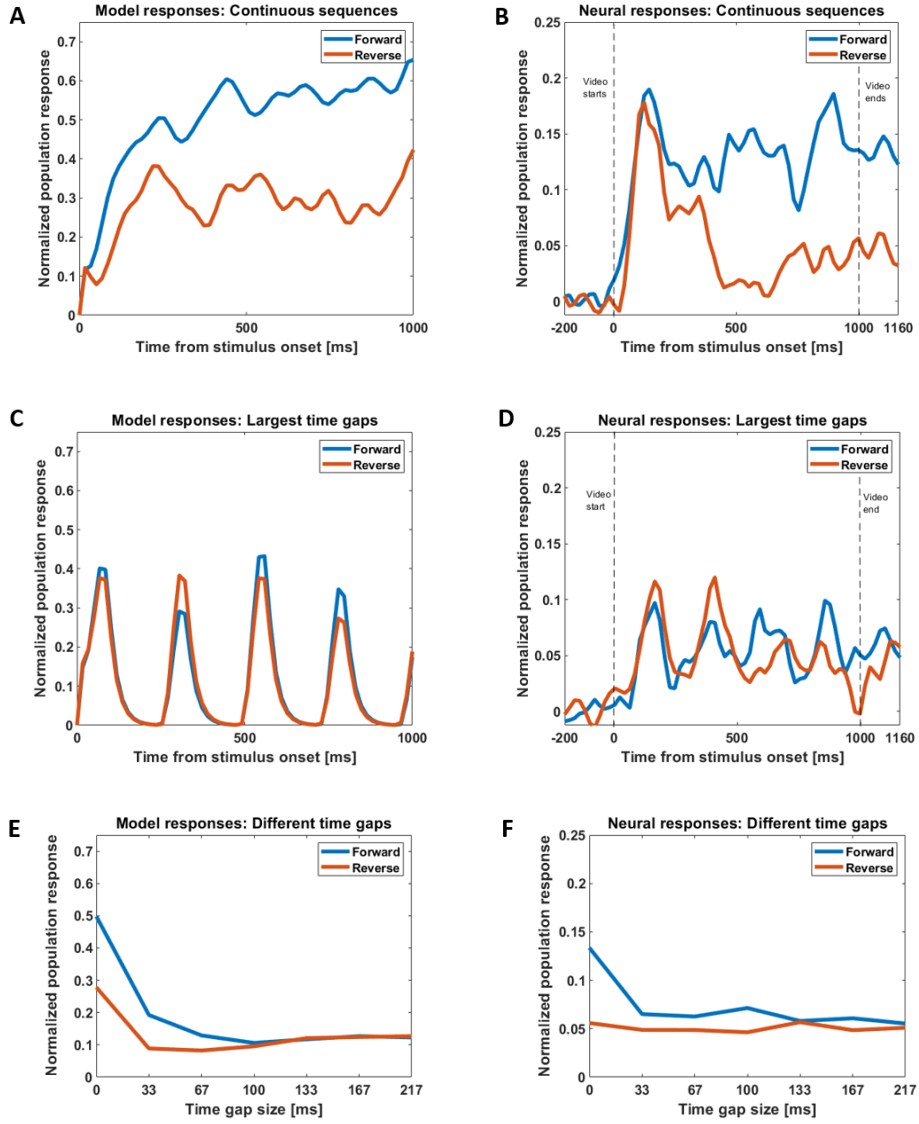 A
Model responses: Continuous sequences
Normalized population response
0.7
0.6
0.5
0.4
0.3
0.2
0.1
0
0
500
1000
Time from stimulus onset [ms]
Forward
Reverse
B
Neural responses: Continuous sequences
Normalized population response
0.25
0.2
0.15
0.1
0.05
0
-200
0
500
1000
1160
Time from stimulus onset [ms]
Forward
Reverse
Video
starts
Video
ends
C
Model responses: Largest time gaps
Normalized population response
0.7
0.6
0.5
0.4
0.3
0.2
0.1
0
0
500
1000
Time from stimulus onset [ms]
Forward
Reverse
D
Neural responses: Largest time gaps
Normalized population response
0.25
0.2
0.15
0.1
0.05
0
-200
0
500
1000
1160
Time from stimulus onset [ms]
Forward
Reverse
Video
start
Video
end
E
Model responses: Different time gaps
Normalized population response
0.7
0.6
0.5
0.4
0.3
0.2
0.1
0
0
33
67
100
133
167
217
Time gap size [ms]
Forward
Reverse
F
Neural responses: Different time gaps
Normalized population response
0.25
0.2
0.15
0.1
0.05
0
0
33
67
100
133
167
217
Time gap size [ms]
Forward
Reverse